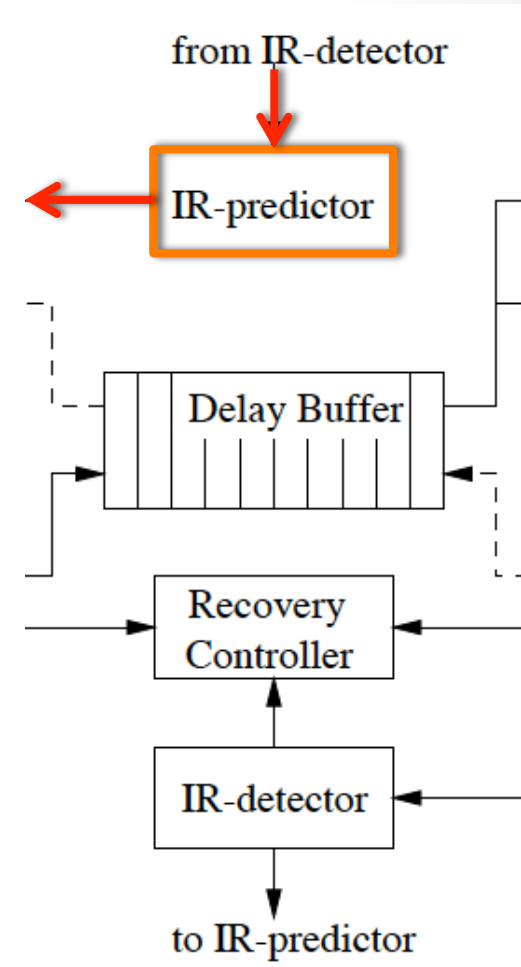 from IR-detector
IR-predictor
Delay Buffer
Recovery
Controller
IR-detector
to IR-predictor